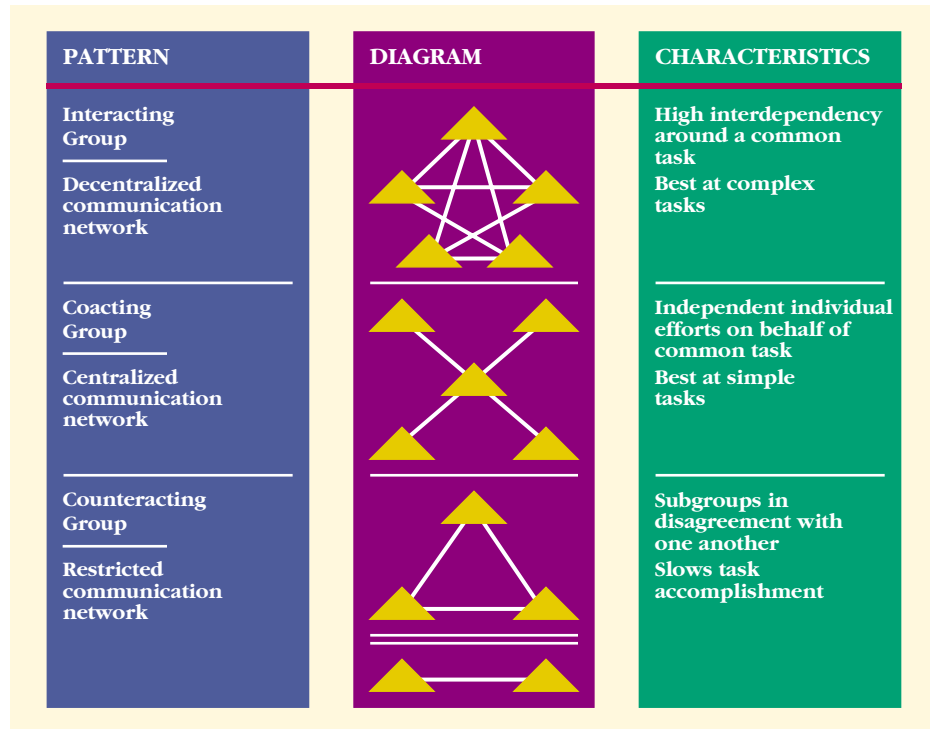 PATTERN
DIAGRAM
CHARACTERISTICS
Interacting
Group
Decentralized
communication
network
High interdependency
around a common
task
Best at complex
tasks
Coacting
Group
Centralized
communication
network
Independent individual
efforts on behalf of
common task
Best at simple
tasks
Counteracting
Group
Restricted
communication
network
Subgroups in
disagreement with
one another
Slows task
accomplishment